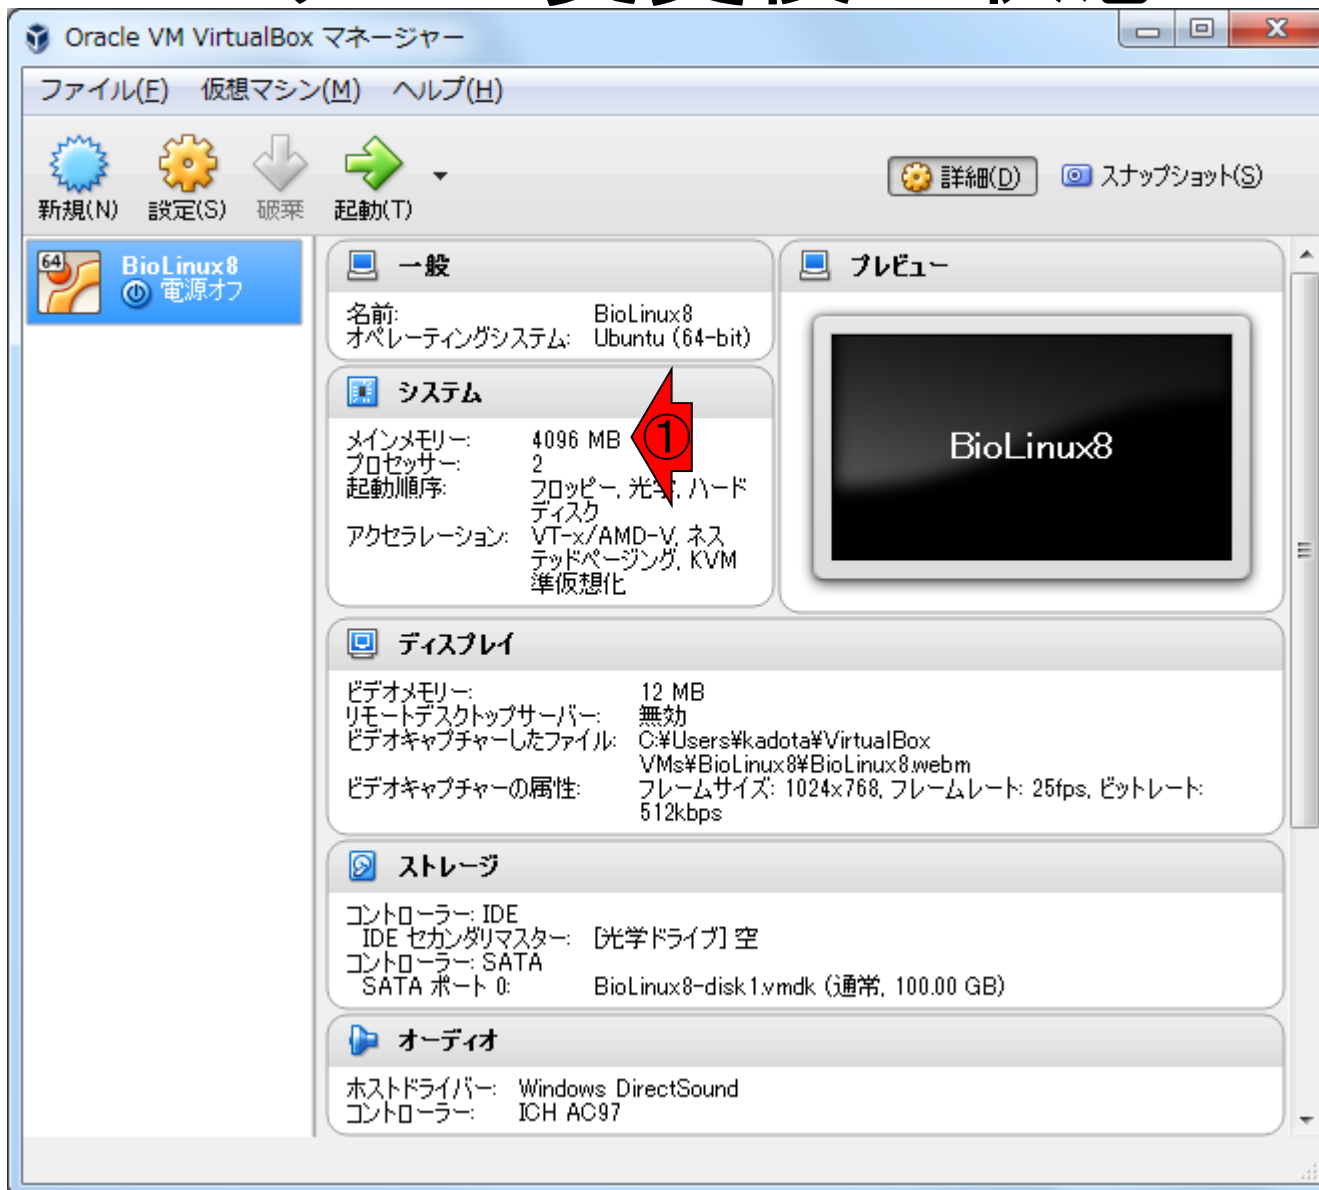 Oracle VM VirtualBox マネージャー
ファイル(F) 仮想マシン(M) ヘルプ(H)
新規(N) 設定(S) 破棄 起動(T) 詳細(D) スナップショット(S)
64
BioLinux8
電源オフ
一般
名前: BioLinux8
オペレーティングシステム: Ubuntu (64-bit)
プレビュー
BioLinux8
システム
メインメモリー: 4096 MB
①
プロセッサー: 2
起動順序: フロッピー, 光学, ハード
ディスク
アクセラレーション: VT-x/AMD-V, ネス
テッドページング, KVM
準仮想化
ディスプレイ
ビデオメモリー: 12 MB
リモートデスクトップサーバー: 無効
ビデオキャプチャーしたファイル: C:¥Users¥kadota¥VirtualBox
VMs¥BioLinux8¥BioLinux8.webm
ビデオキャプチャーの属性: フレームサイズ: 1024x768, フレームレート: 25fps, ビットレート:
512kbps
ストレージ
コントローラー: IDE
IDE セカンダリマスター: [光学ドライブ] 空
コントローラー: SATA
SATA ポート 0: BioLinux8-disk1.vmdk (通常, 100.00 GB)
オーディオ
ホストドライバー: Windows DirectSound
コントローラー: ICH AC97